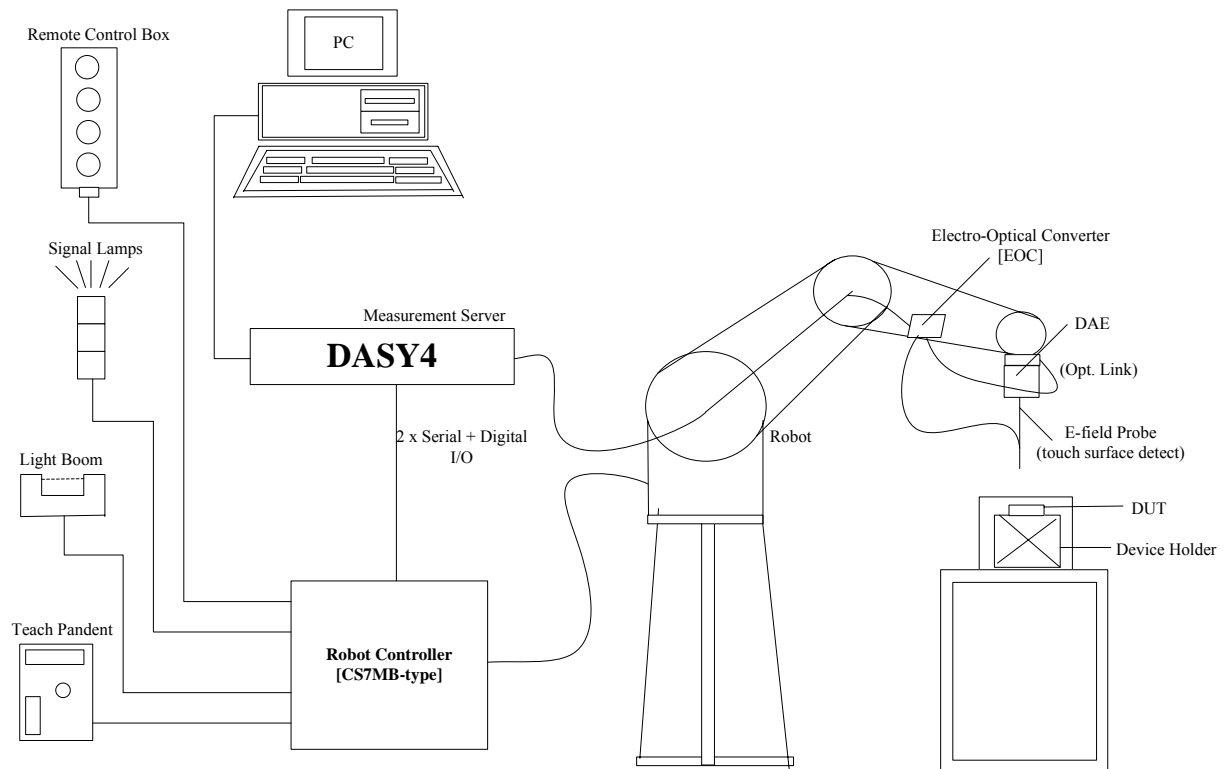 Remote Control Box
PC
Signal Lamps
Electro-Optical Converter
[EOC]
Measurement Server
DASY4
DAE
(Opt. Link)
2 x Serial + Digital
I/O
Robot
E-field Probe
(touch surface detect)
Light Boom
DUT
Device Holder
Teach Pandent
Robot Controller
[CS7MB-type]